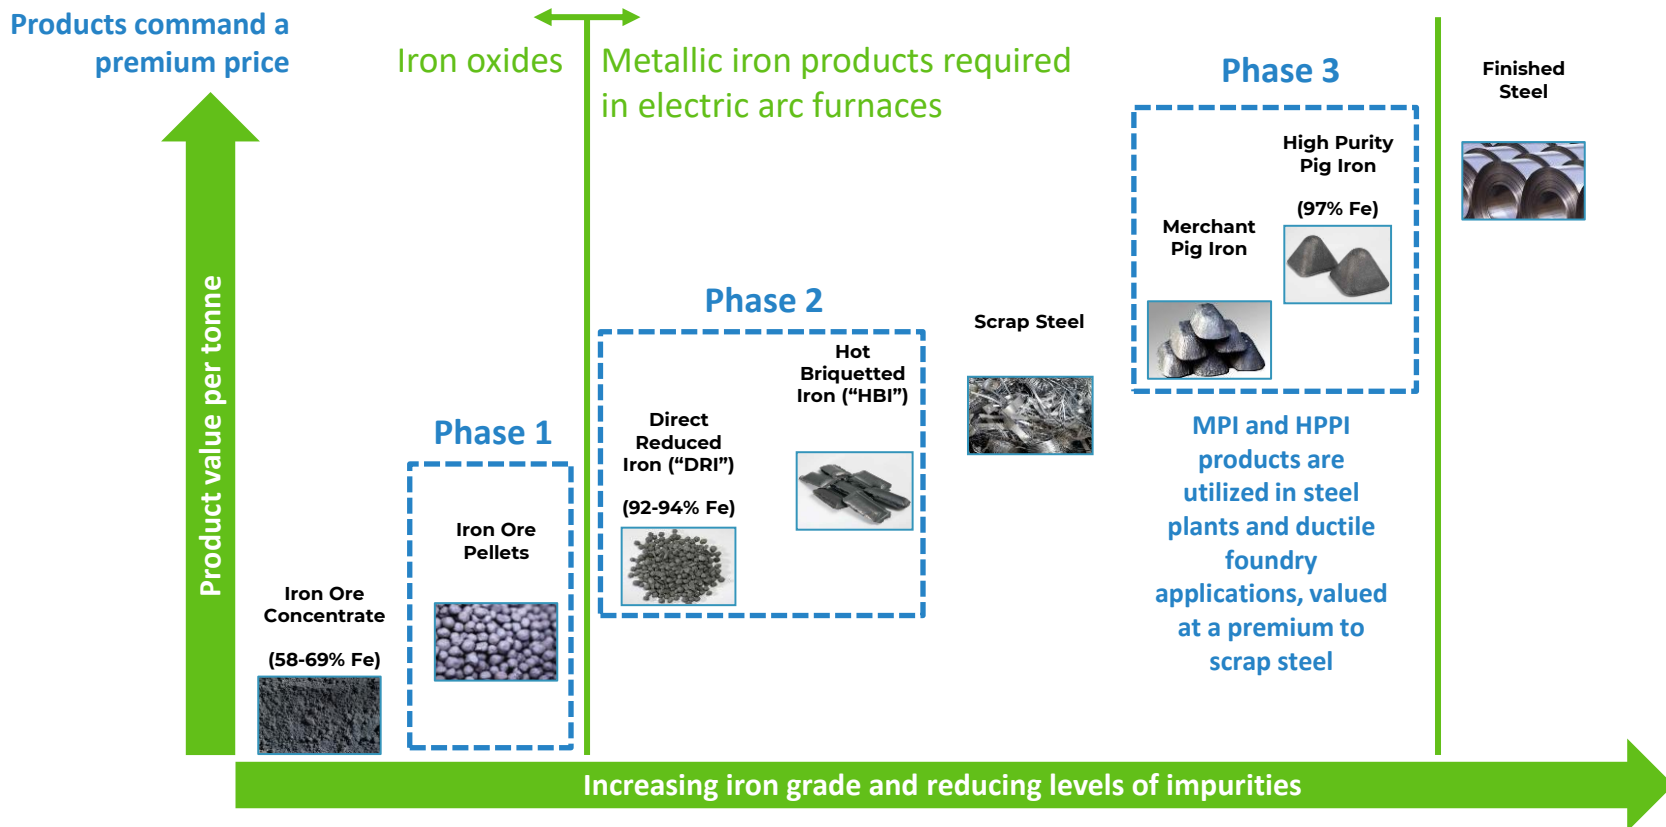 Products command a
premium price
Iron oxides
Metallic iron products required
in electric arc furnaces
Product value per tonne
Iron Ore
Concentrate
(58-69% Fe)
Phase 1
Iron Ore
Pellets
Phase 2
Direct
Reduced
Iron (“DRI”)
(92-94% Fe)
Hot
Briquetted
Iron (“HBI”)
Scrap Steel
Phase 3
Merchant
Pig Iron
High Purity
Pig Iron
(97% Fe)
MPI and HPPI
products are
utilized in steel
plants and ductile
foundry
applications, valued
at a premium to
scrap steel
Finished
Steel
Increasing iron grade and reducing levels of impurities